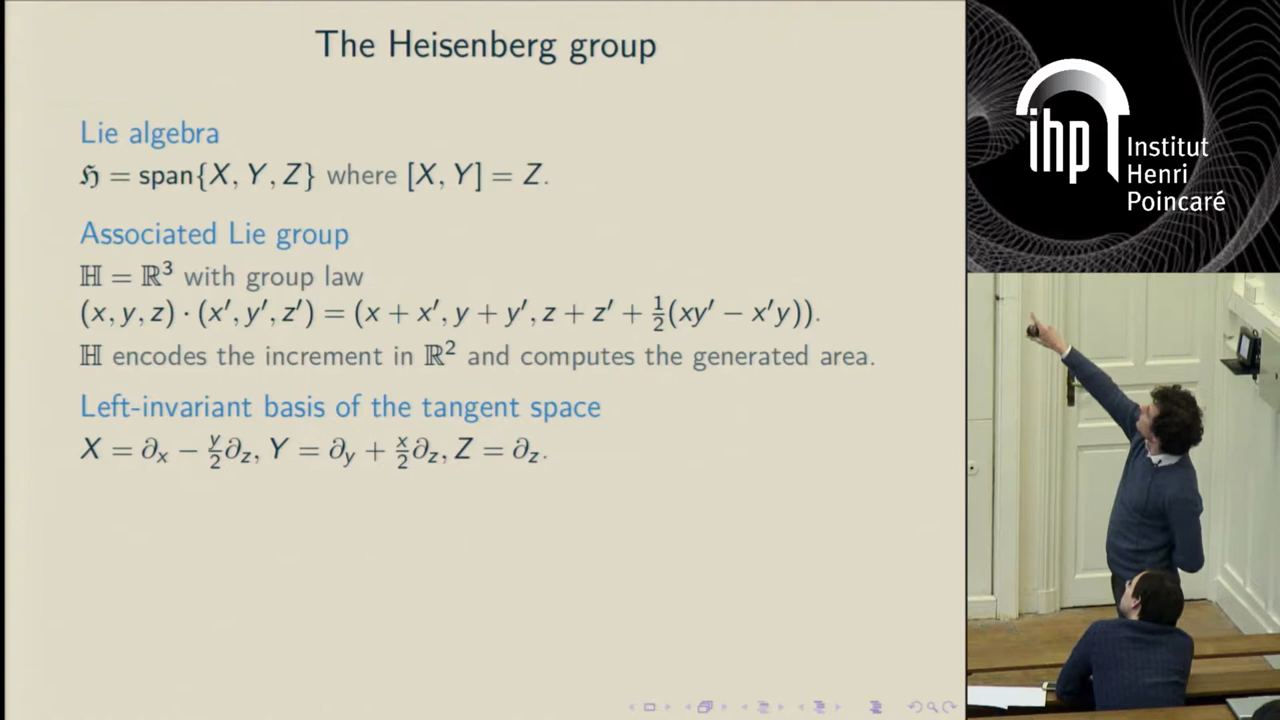 The Heisenberg group
Lie algebra
ℌ = span{X, Y, Z} where [X, Y] = Z.
Associated Lie group
ℍ = ℝ³ with group law
(x, y, z) · (x′, y′, z′) = (x + x′, y + y′, z + z′ + ½(xy′ − x′y)).
ℍ encodes the increment in ℝ² and computes the generated area.
Left-invariant basis of the tangent space
X = ∂ₓ − y/2 ∂_z, Y = ∂_y + x/2 ∂_z, Z = ∂_z.
ihp
Institut
Henri
Poincaré